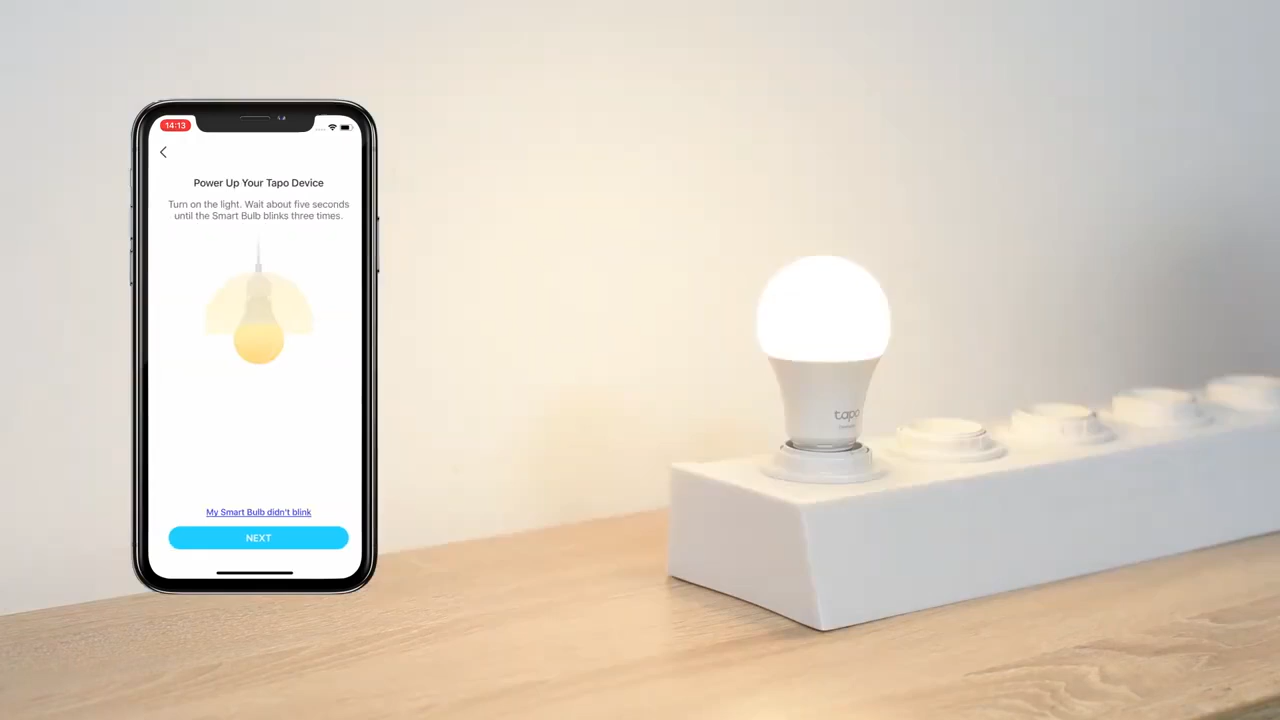 14:13
Power Up Your Tapo Device
Turn on the light. Wait about five seconds
until the Smart Bulb blinks three times.
My Smart Bulb didn't blink
NEXT
tapo